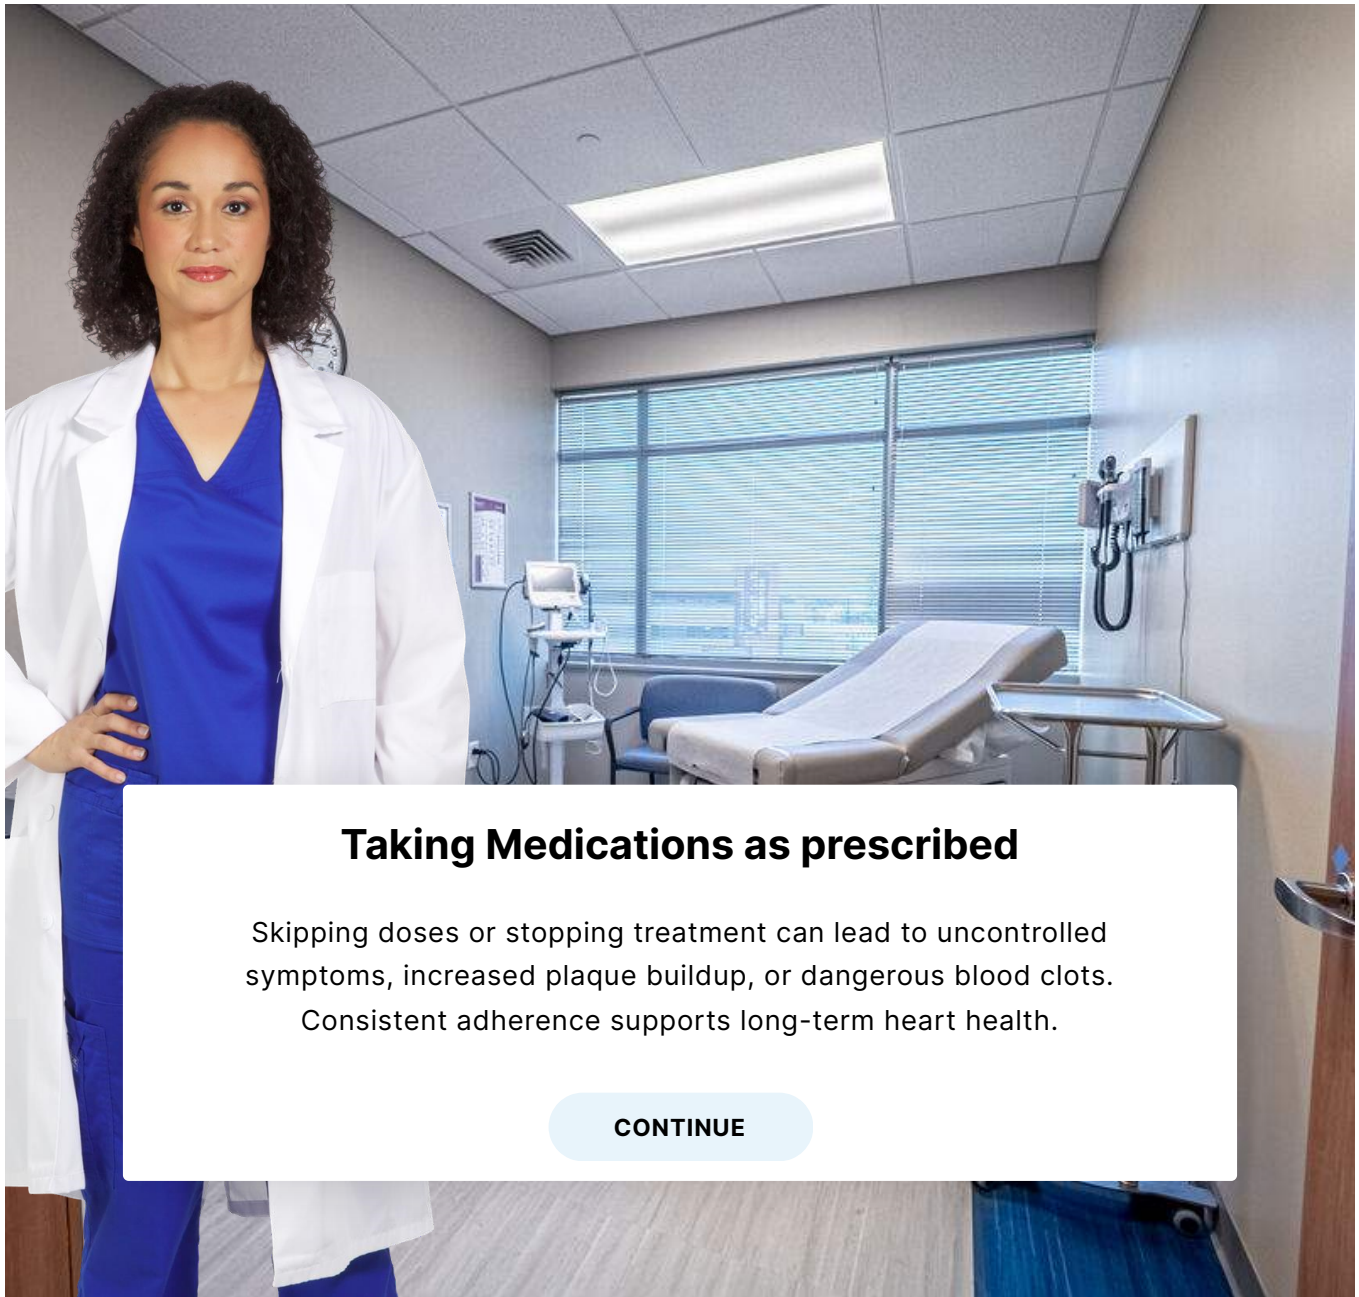 Taking Medications as prescribed
Skipping doses or stopping treatment can lead to uncontrolled
symptoms, increased plaque buildup, or dangerous blood clots.
Consistent adherence supports long-term heart health.
CONTINUE